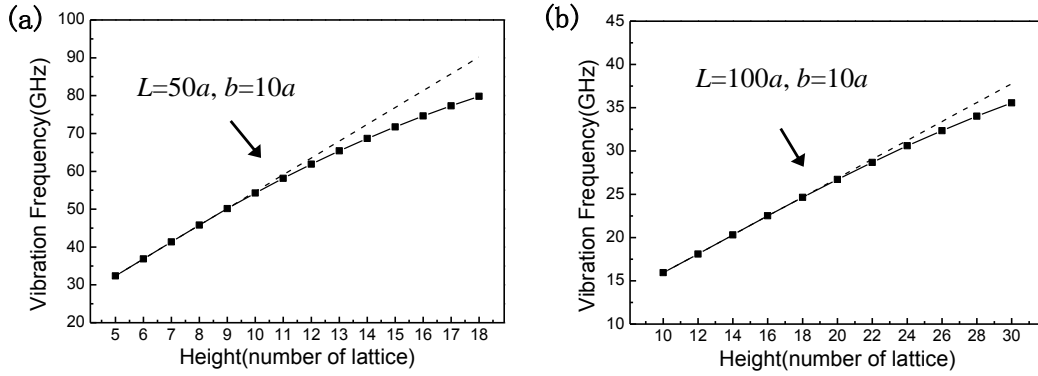 (a)
100
90
80
70
60
50
40
30
20
Vibration Frequency(GHz)
L=50a, b=10a
5 6 7 8 9 10 11 12 13 14 15 16 17 18
Height(number of lattice)
(b)
45
40
35
30
25
20
15
10
Vibration Frequency(GHz)
L=100a, b=10a
10 12 14 16 18 20 22 24 26 28 30
Height(number of lattice)